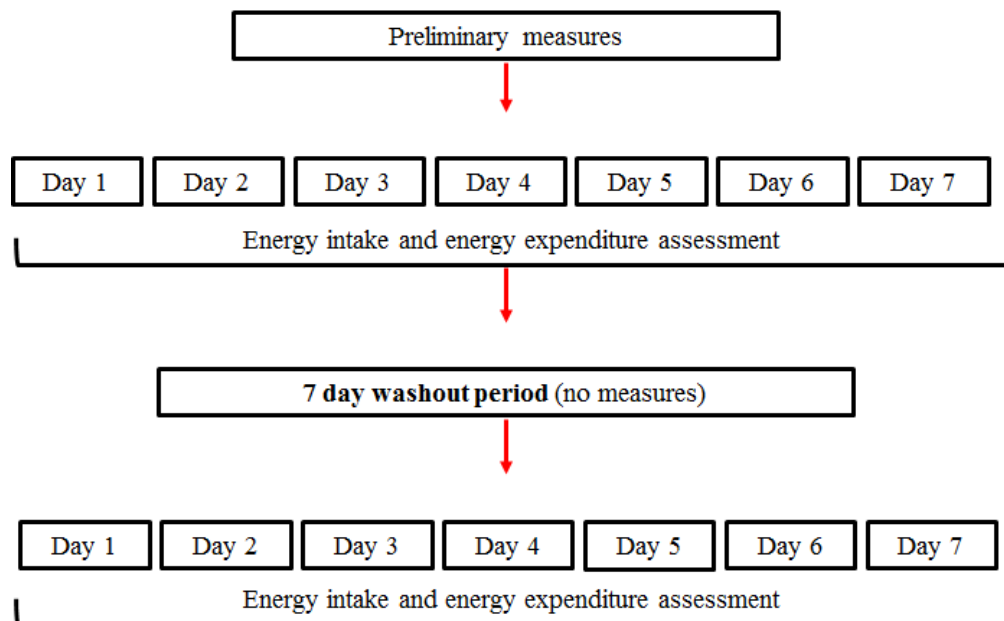 Preliminary measures
Day 1 Day 2 Day 3 Day 4 Day 5 Day 6 Day 7
Energy intake and energy expenditure assessment
7 day washout period (no measures)
Day 1 Day 2 Day 3 Day 4 Day 5 Day 6 Day 7
Energy intake and energy expenditure assessment